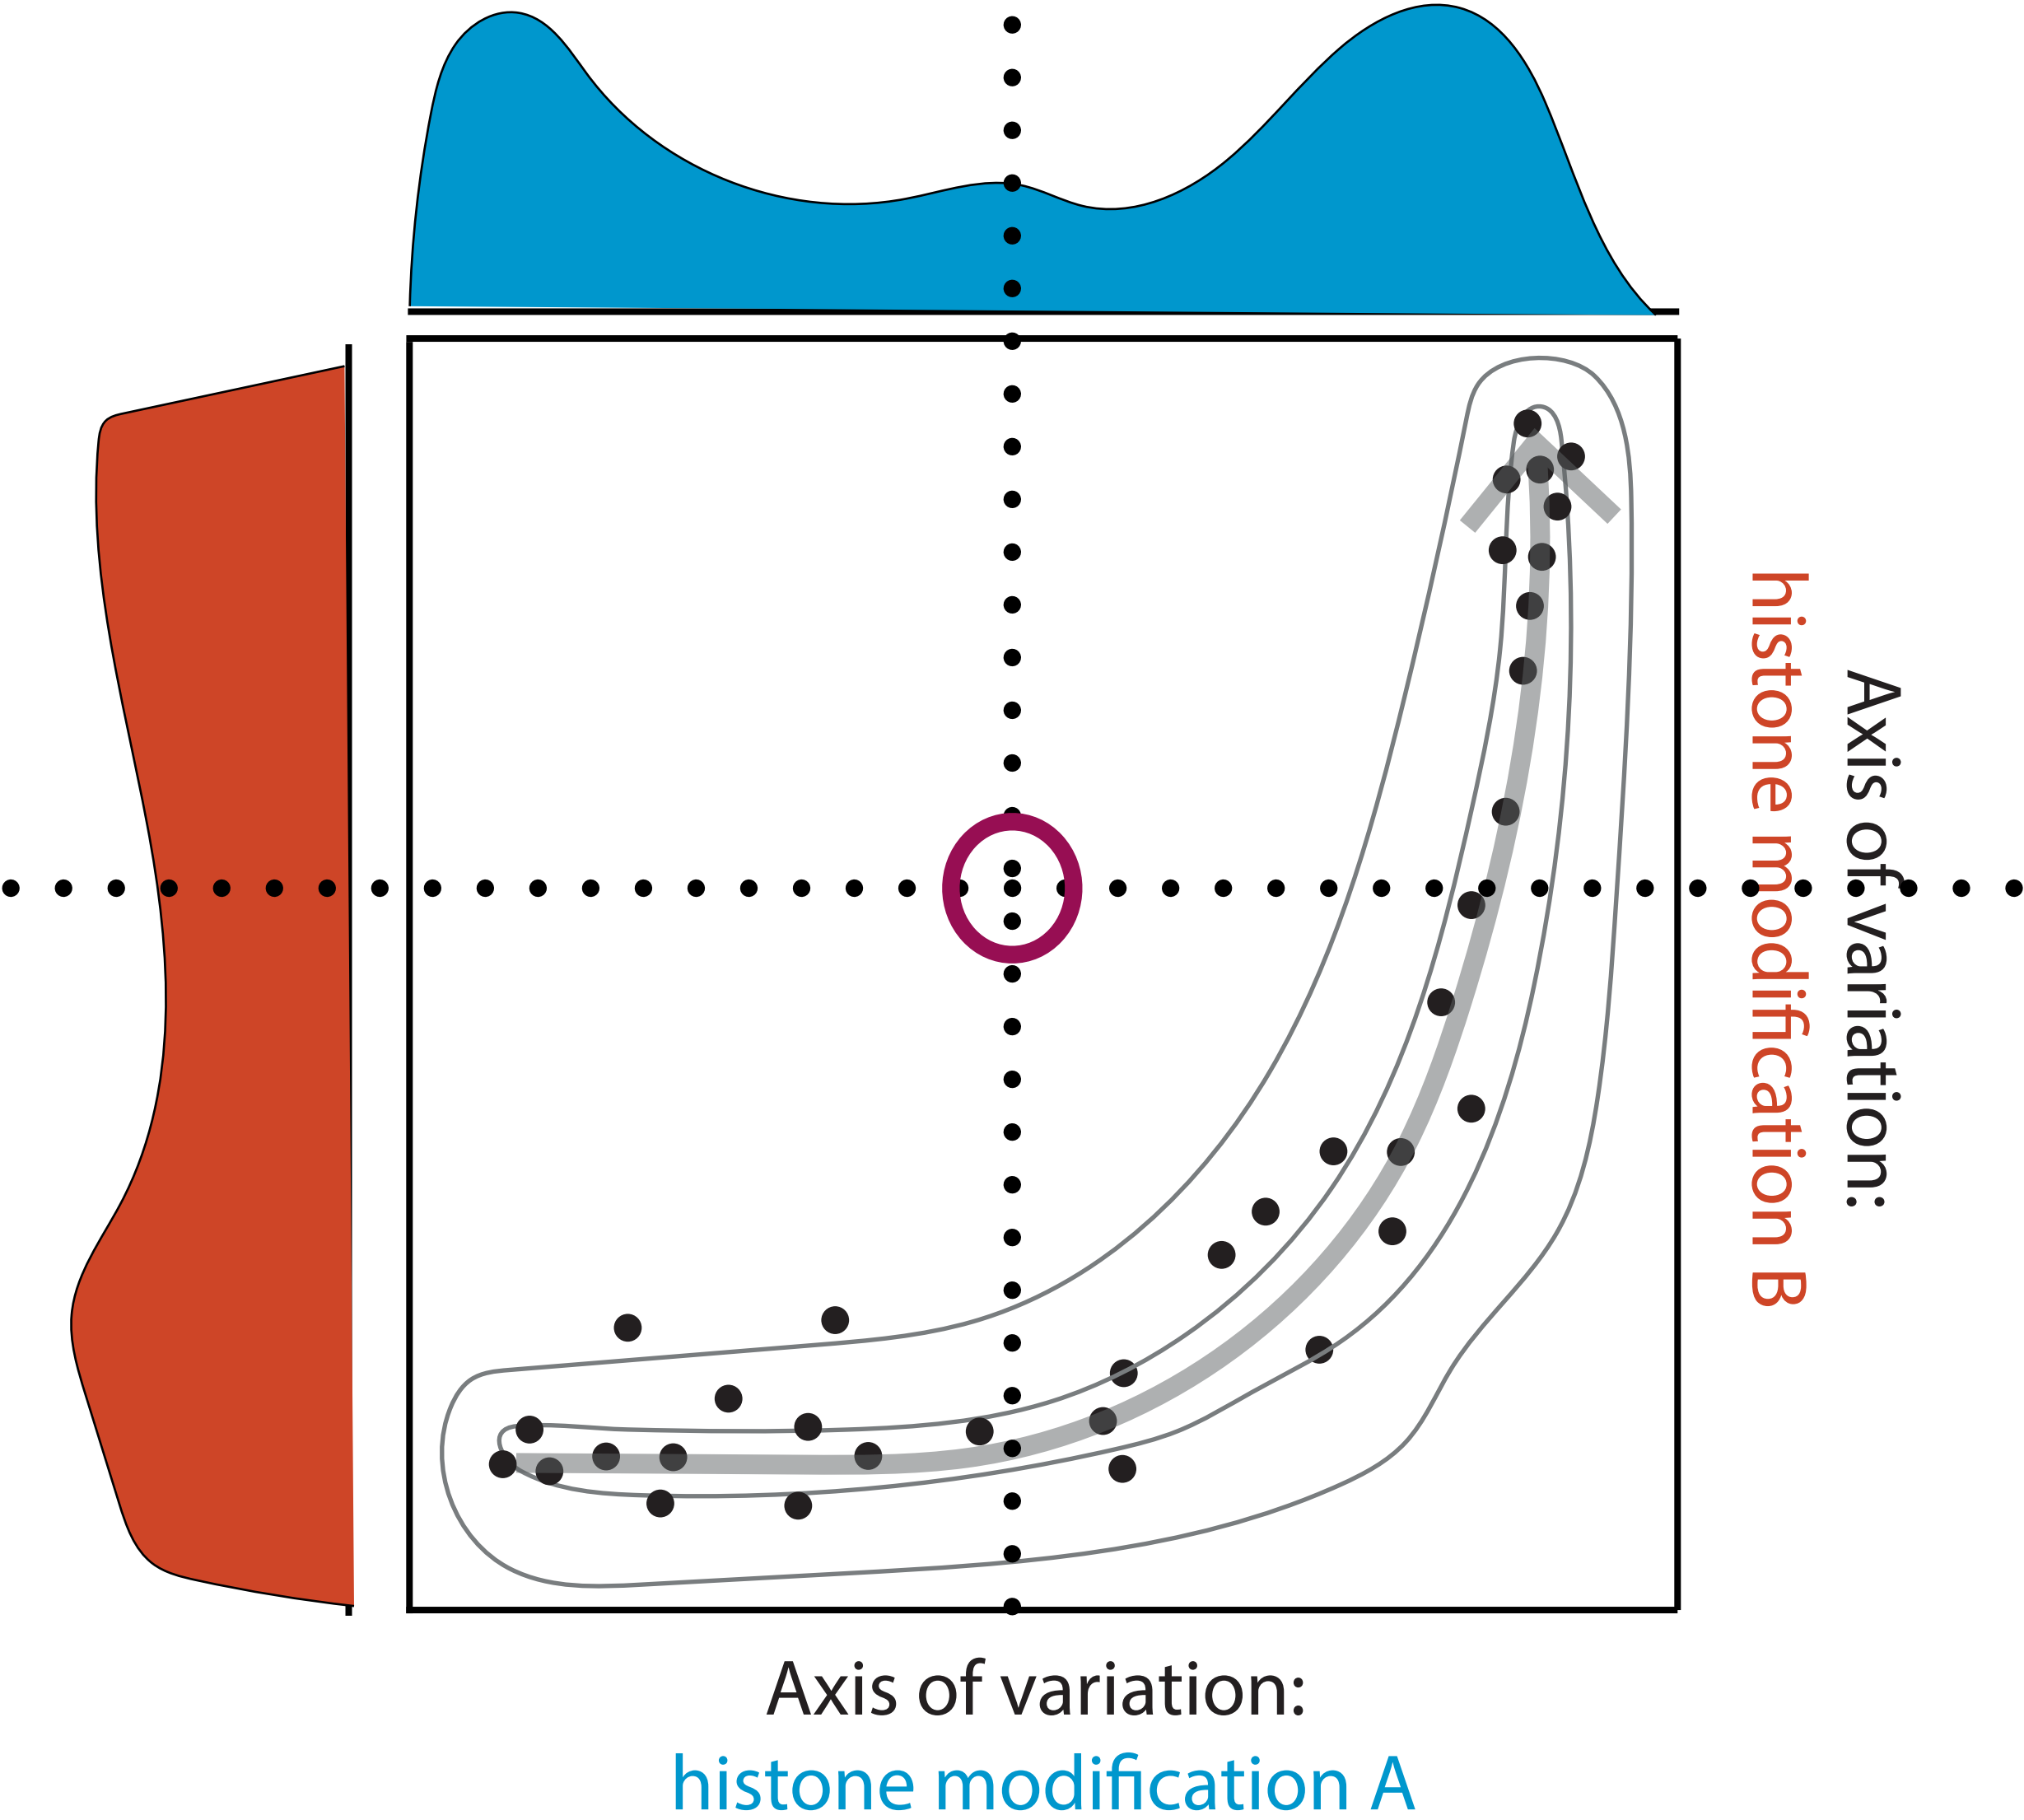 Axis of variation:
histone modification B
Axis of variation:
histone modification A